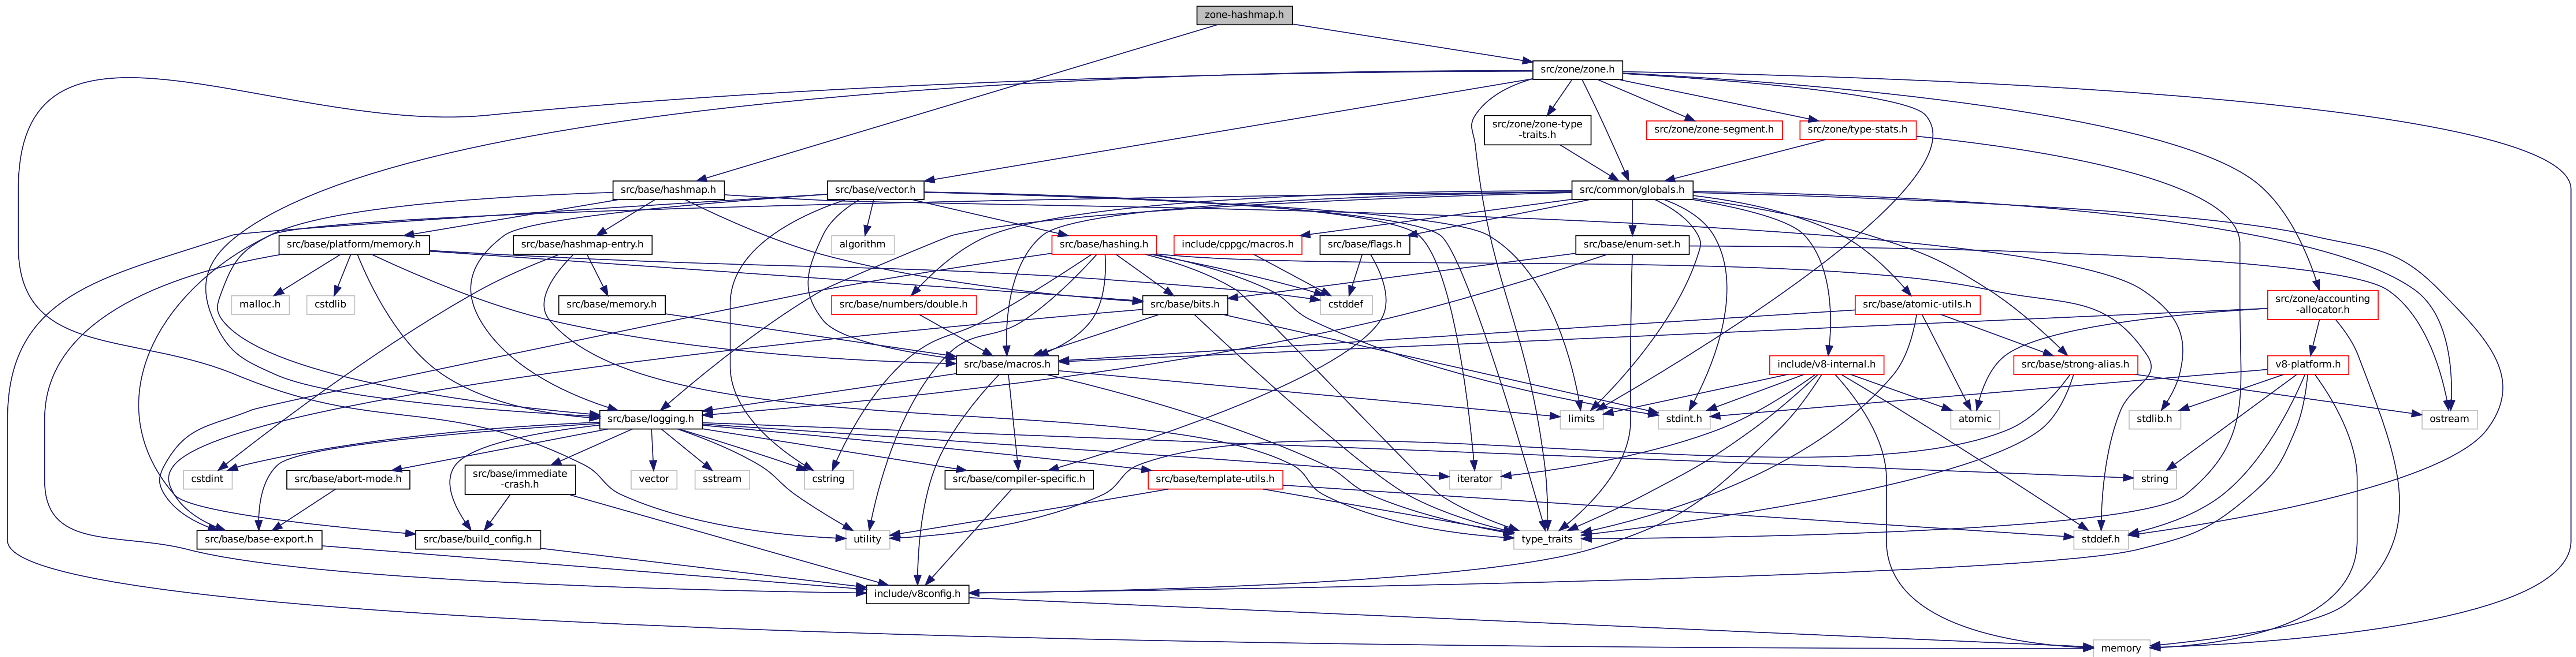 zone-hashmap.h
src/zone/zone.h
src/zone/zone-type
-traits.h
src/zone/zone-segment.h
src/zone/type-stats.h
src/base/hashmap.h
src/base/vector.h
src/common/globals.h
src/base/platform/memory.h
src/base/hashmap-entry.h
algorithm
src/base/hashing.h
include/cppgc/macros.h
src/base/flags.h
src/base/enum-set.h
malloc.h
cstdlib
src/base/memory.h
src/base/numbers/double.h
src/base/bits.h
cstddef
src/base/atomic-utils.h
src/zone/accounting
-allocator.h
src/base/macros.h
limits
stdint.h
include/v8-internal.h
atomic
src/base/strong-alias.h
stdlib.h
v8-platform.h
ostream
src/base/logging.h
cstdint
src/base/abort-mode.h
src/base/immediate
-crash.h
vector
sstream
cstring
src/base/compiler-specific.h
src/base/template-utils.h
iterator
string
src/base/base-export.h
src/base/build_config.h
utility
type_traits
stddef.h
include/v8config.h
memory